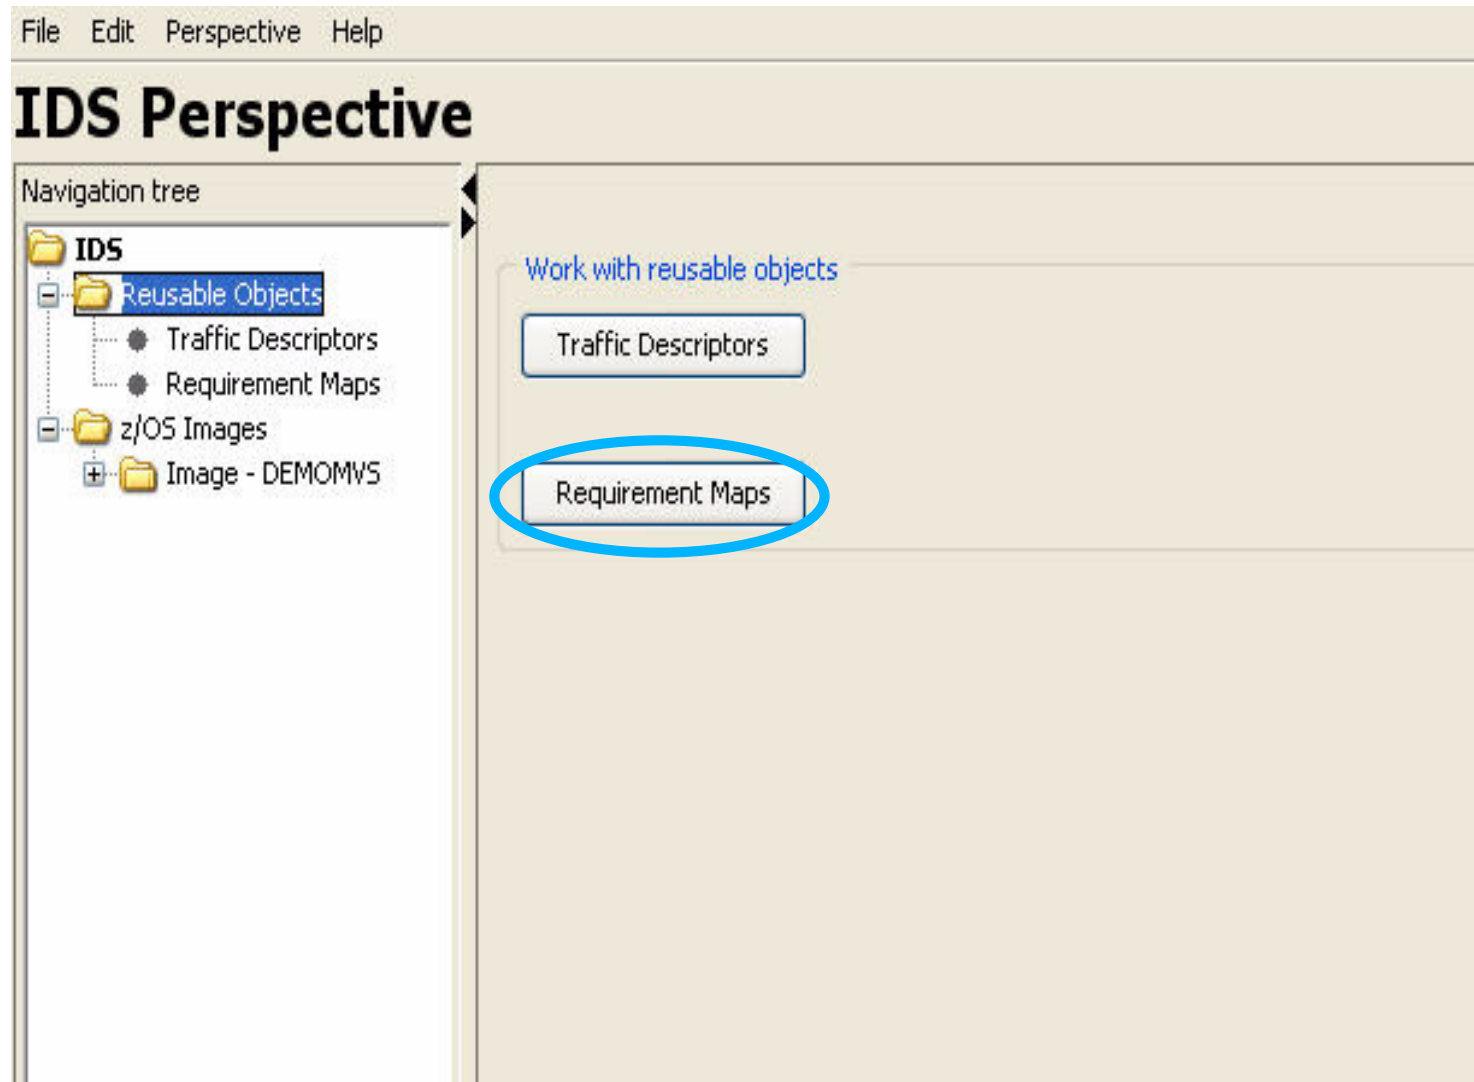 File Edit Perspective Help
IDS Perspective
Navigation tree
IDS
Reusable Objects
Traffic Descriptors
Requirement Maps
z/OS Images
Image - DEMOMVS
Work with reusable objects
Traffic Descriptors
Requirement Maps